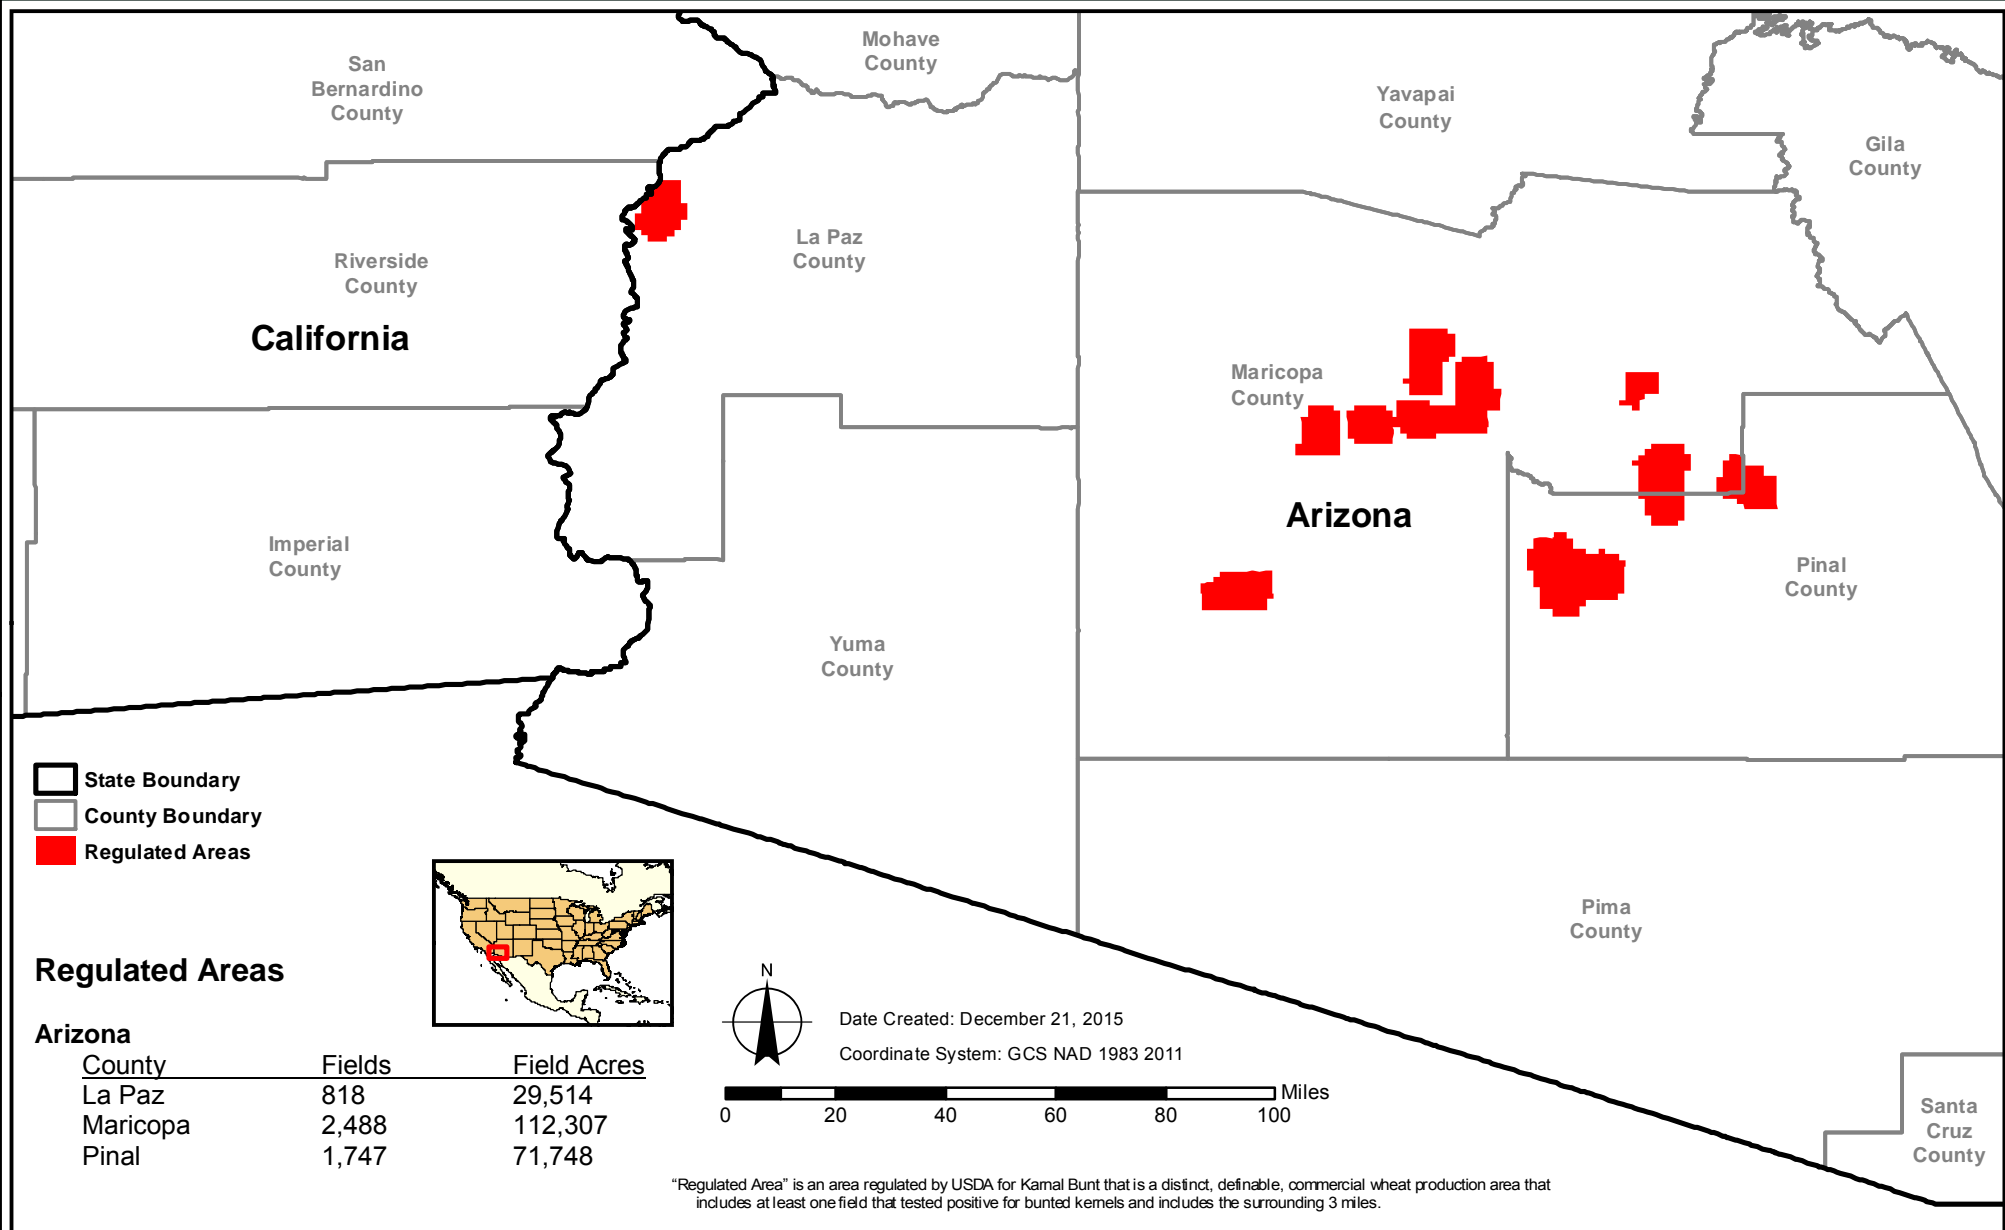 San
Bernardino
County
Mohave
County
Yavapai
County
Gila
County
Riverside
County
La Paz
County
California
Maricopa
County
Arizona
Imperial
County
Pinal
County
Yuma
County
Pima
County
Santa
Cruz
County
State Boundary
County Boundary
Regulated Areas
Regulated Areas
Arizona
County Fields Field Acres
La Paz 818 29,514
Maricopa 2,488 112,307
Pinal 1,747 71,748
N
Date Created: December 21, 2015
Coordinate System: GCS NAD 1983 2011
Miles
0 20 40 60 80 100
“Regulated Area” is an area regulated by USDA for Karnal Bunt that is a distinct, definable, commercial wheat production area that
includes at least one field that tested positive for bunted kernels and includes the surrounding 3 miles.